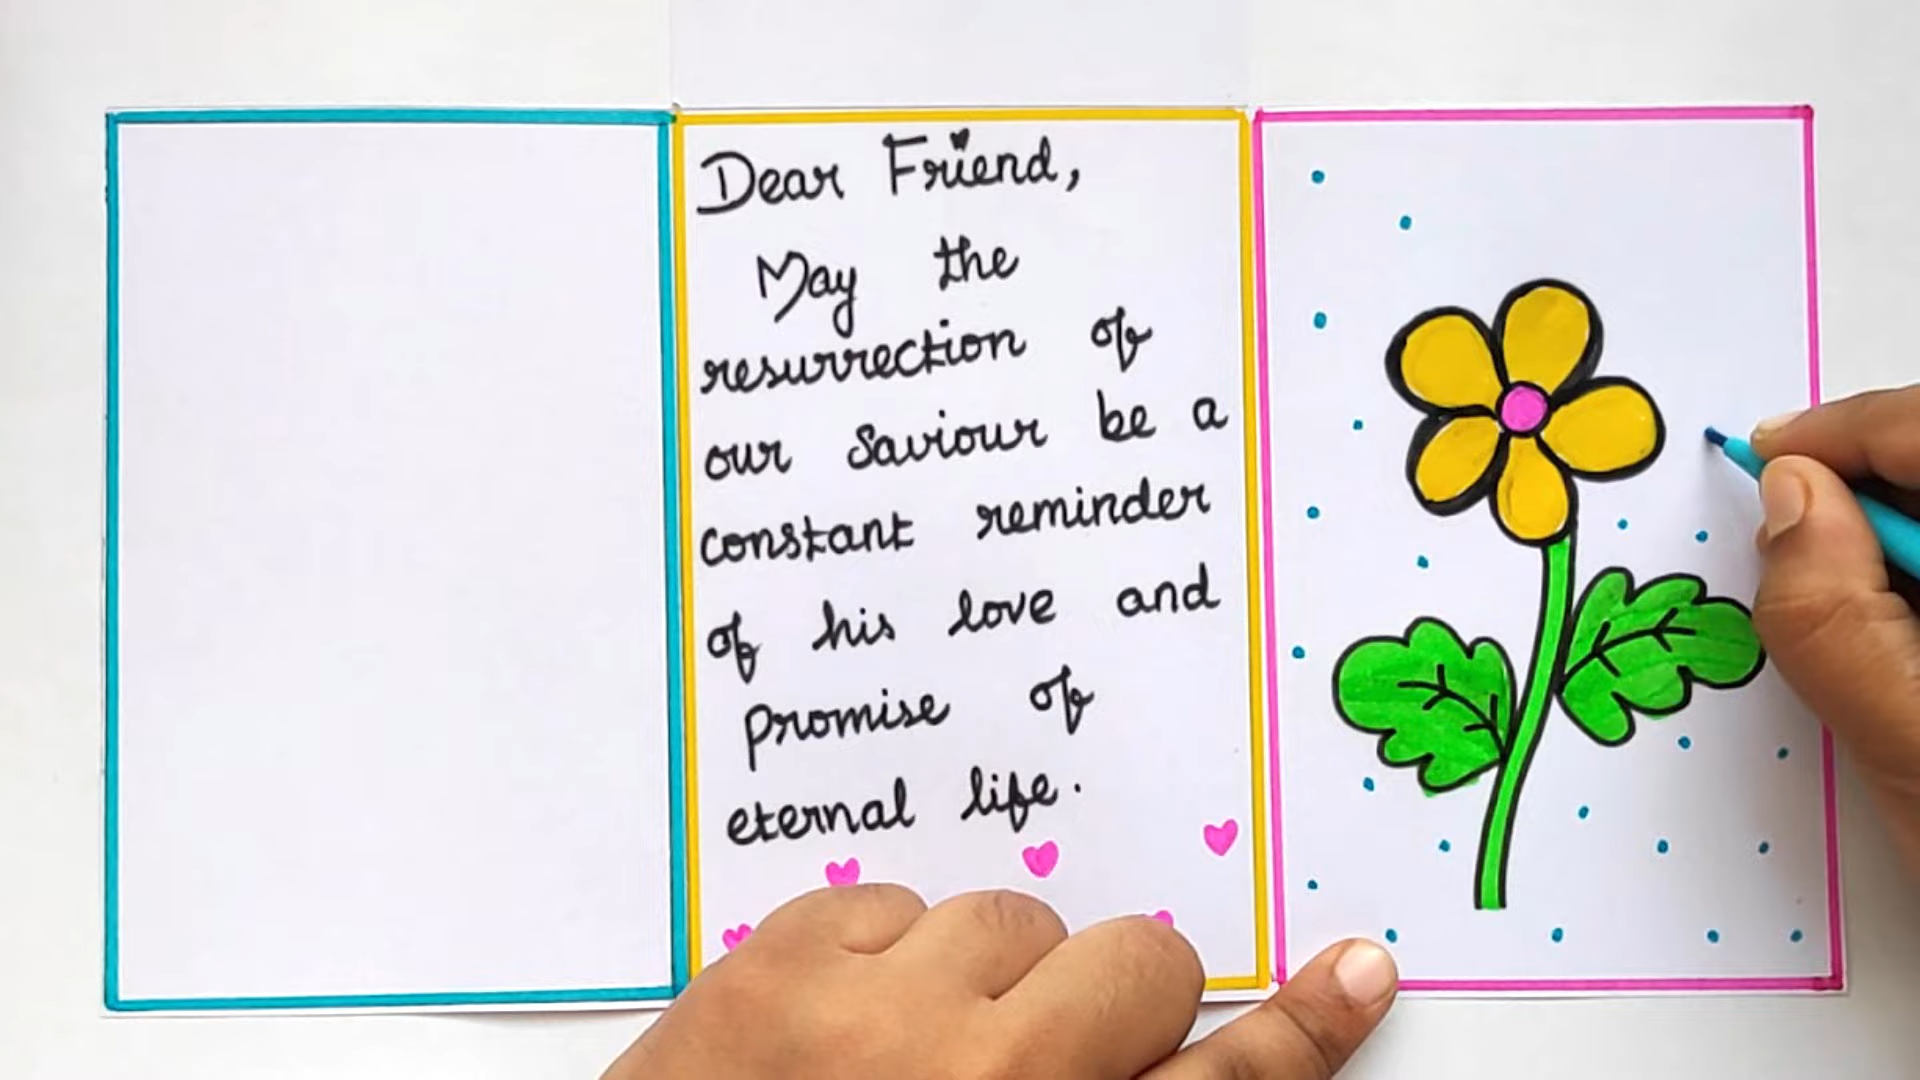 Dear Friend,
May the
resurrection of
our Saviour be a
constant reminder
of his love and
promise of
eternal life.